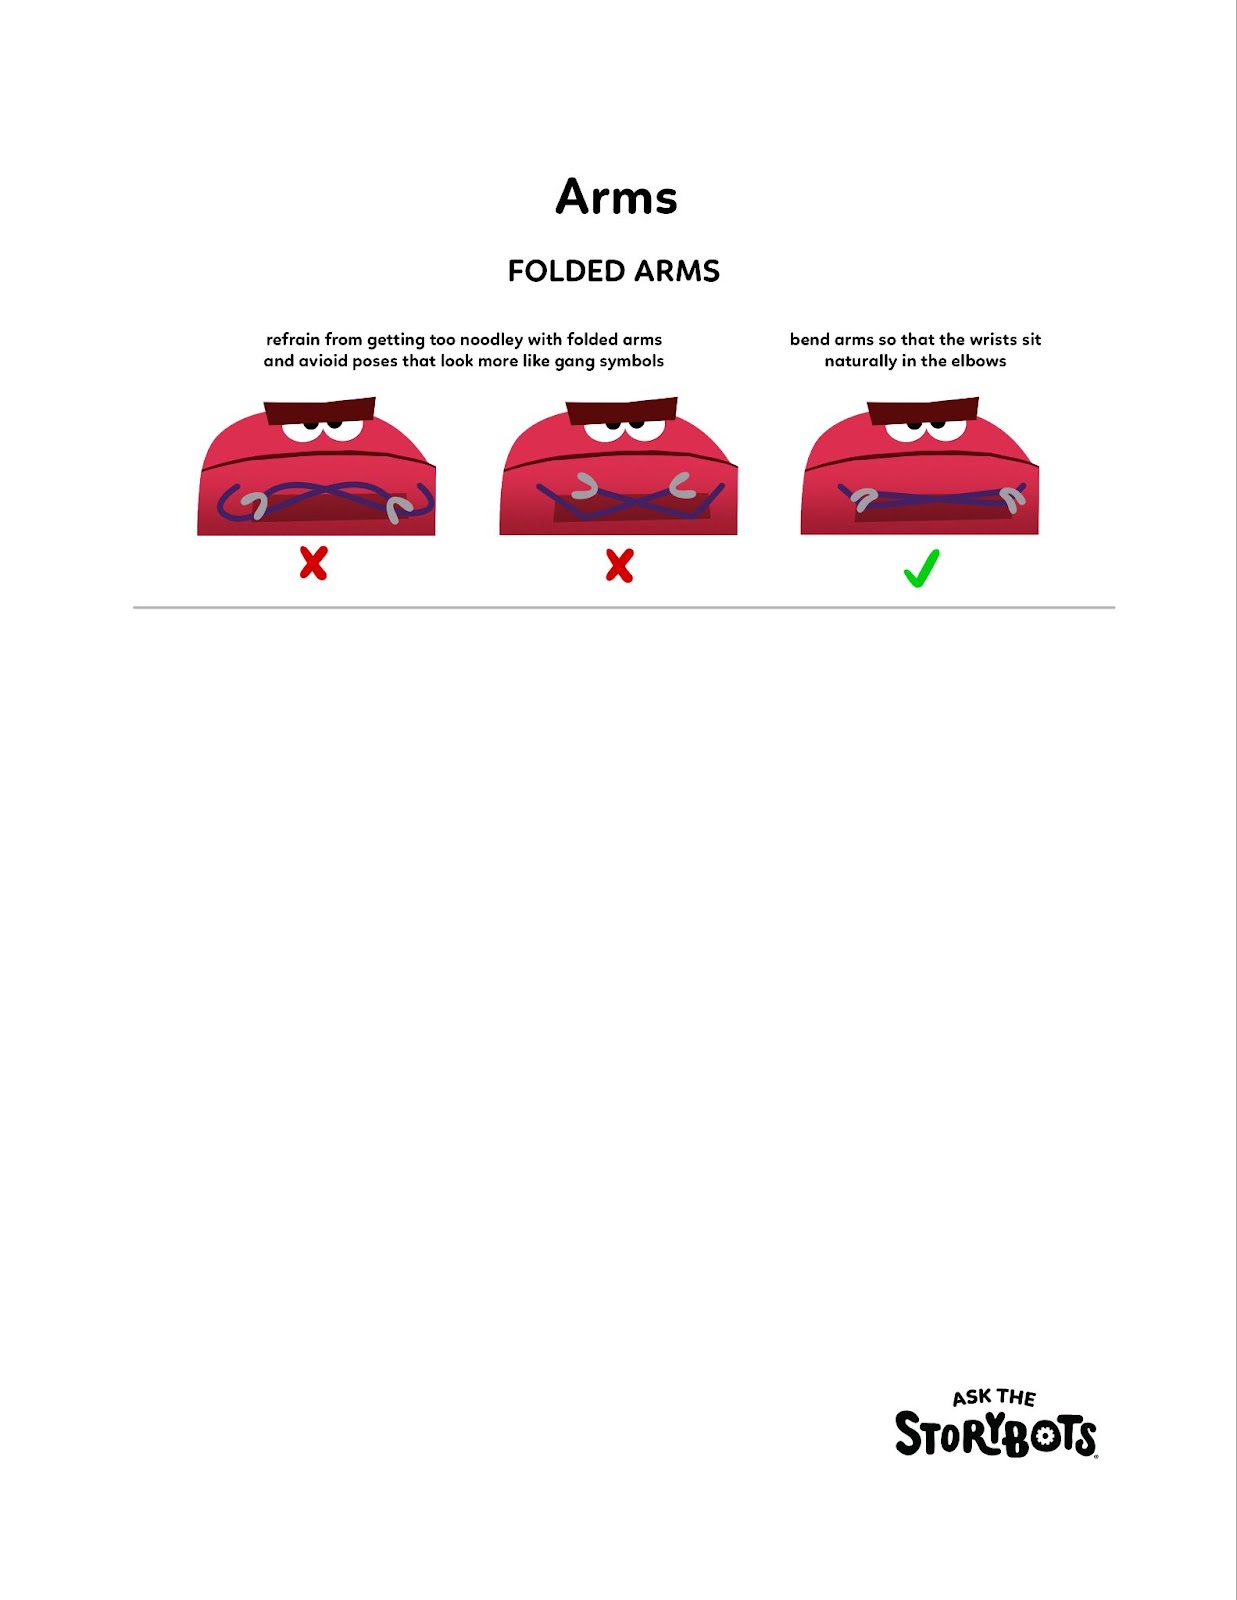 Arms
FOLDED ARMS
refrain from getting too noodley with folded arms
and avioid poses that look more like gang symbols
bend arms so that the wrists sit
naturally in the elbows
ASK THE
STORYBOTS